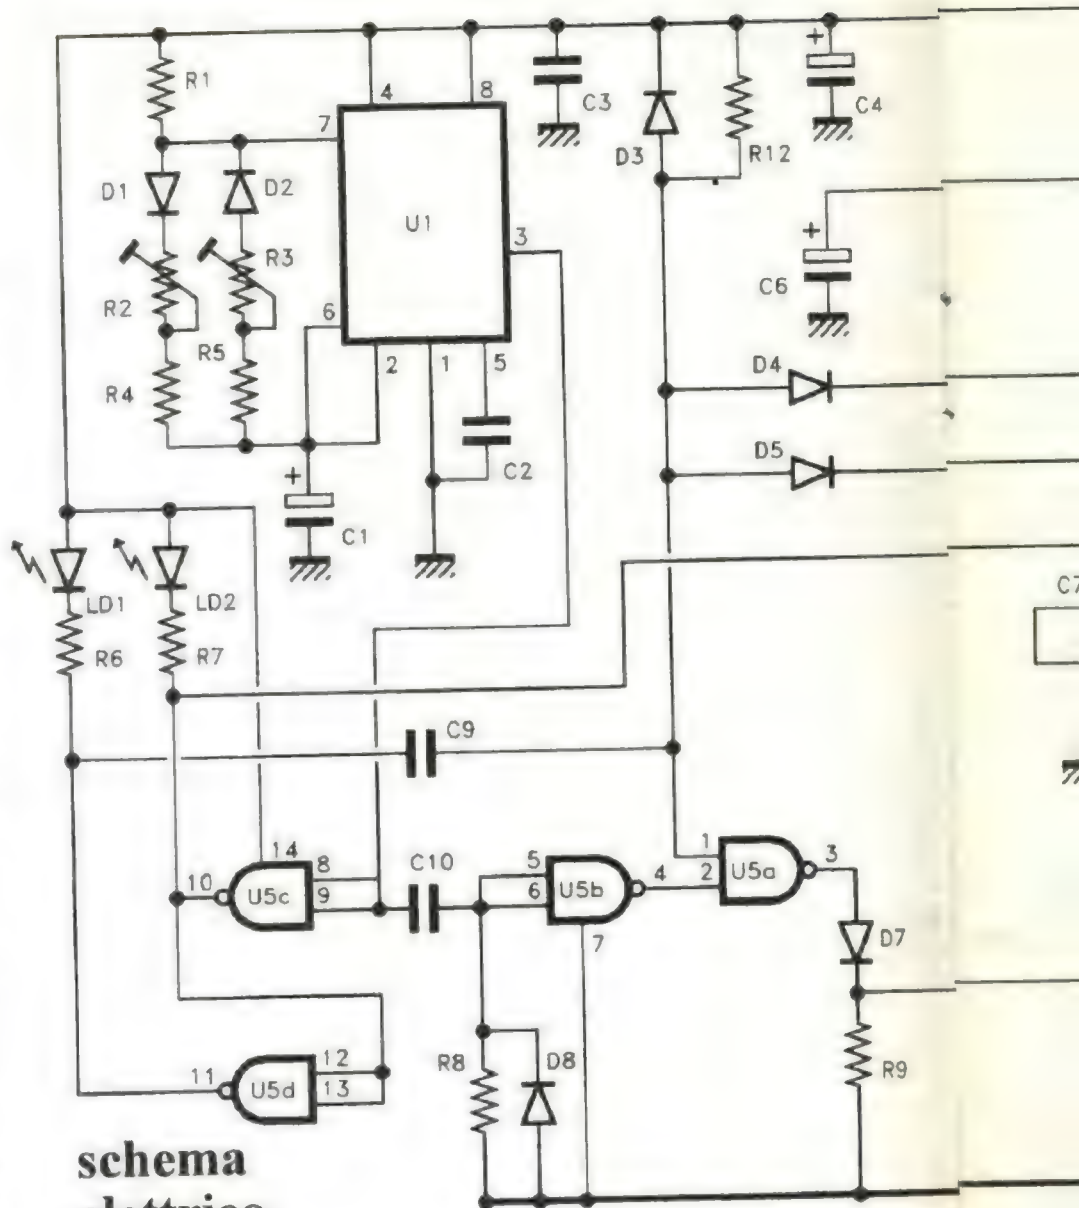 R1
4
8
C3
D3
R12
C4
7
D1
D2
U1
3
R2
R3
C6
6
2
1
5
R4
R5
D4
C2
D5
C1
LD1
LD2
C7
R6
R7
C9
14
10
U5c
8
9
C10
5
6
U5b
4
1
2
U5a
3
7
D7
11
U5d
12
13
R8
D8
R9
schema
elettrico